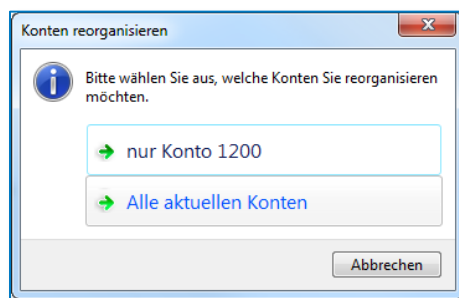 Konten reorganisieren
Bitte wählen Sie aus, welche Konten Sie reorganisieren
möchten.
nur Konto 1200
Alle aktuellen Konten
Abbrechen